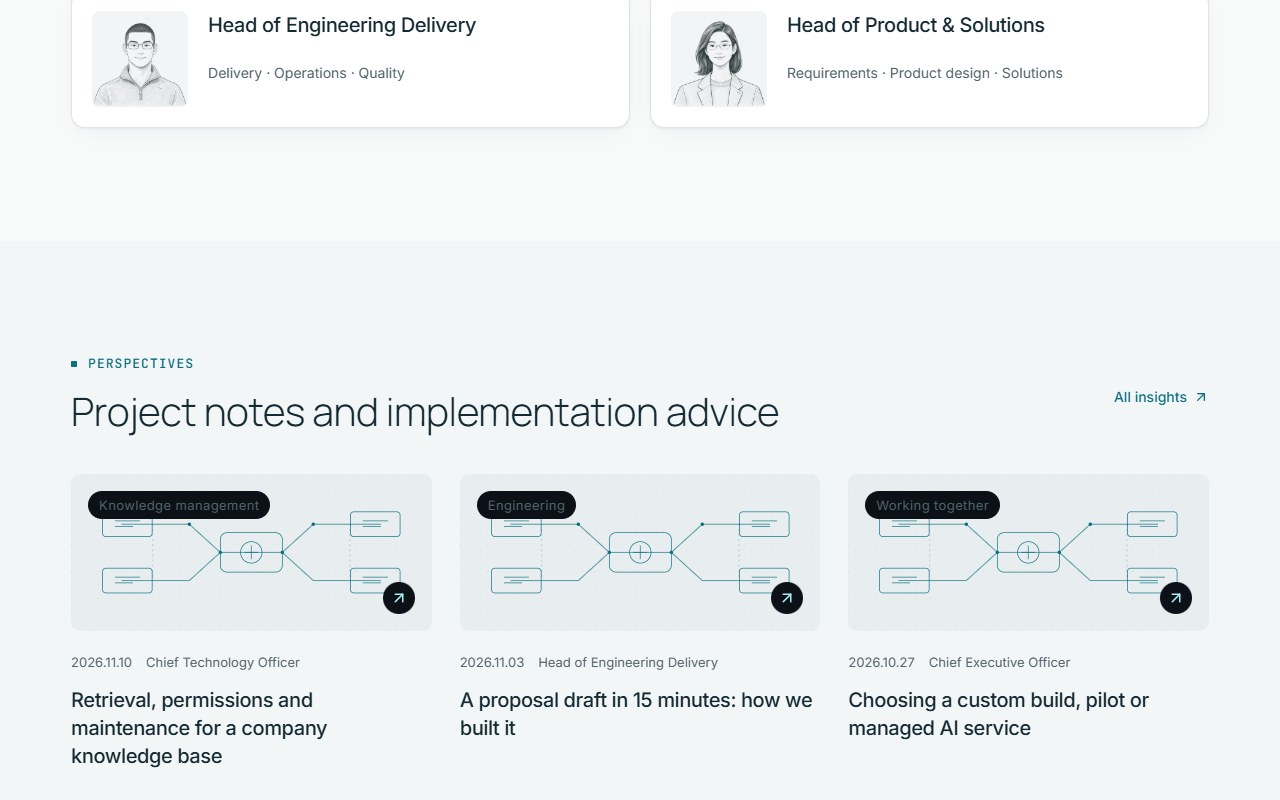 Head of Engineering Delivery
Delivery · Operations · Quality
Head of Product & Solutions
Requirements · Product design · Solutions
PERSPECTIVES
Project notes and implementation advice
All insights
Knowledge management
Engineering
Working together
2026.11.10 Chief Technology Officer
Retrieval, permissions and
maintenance for a company
knowledge base
2026.11.03 Head of Engineering Delivery
A proposal draft in 15 minutes: how we
built it
2026.10.27 Chief Executive Officer
Choosing a custom build, pilot or
managed AI service